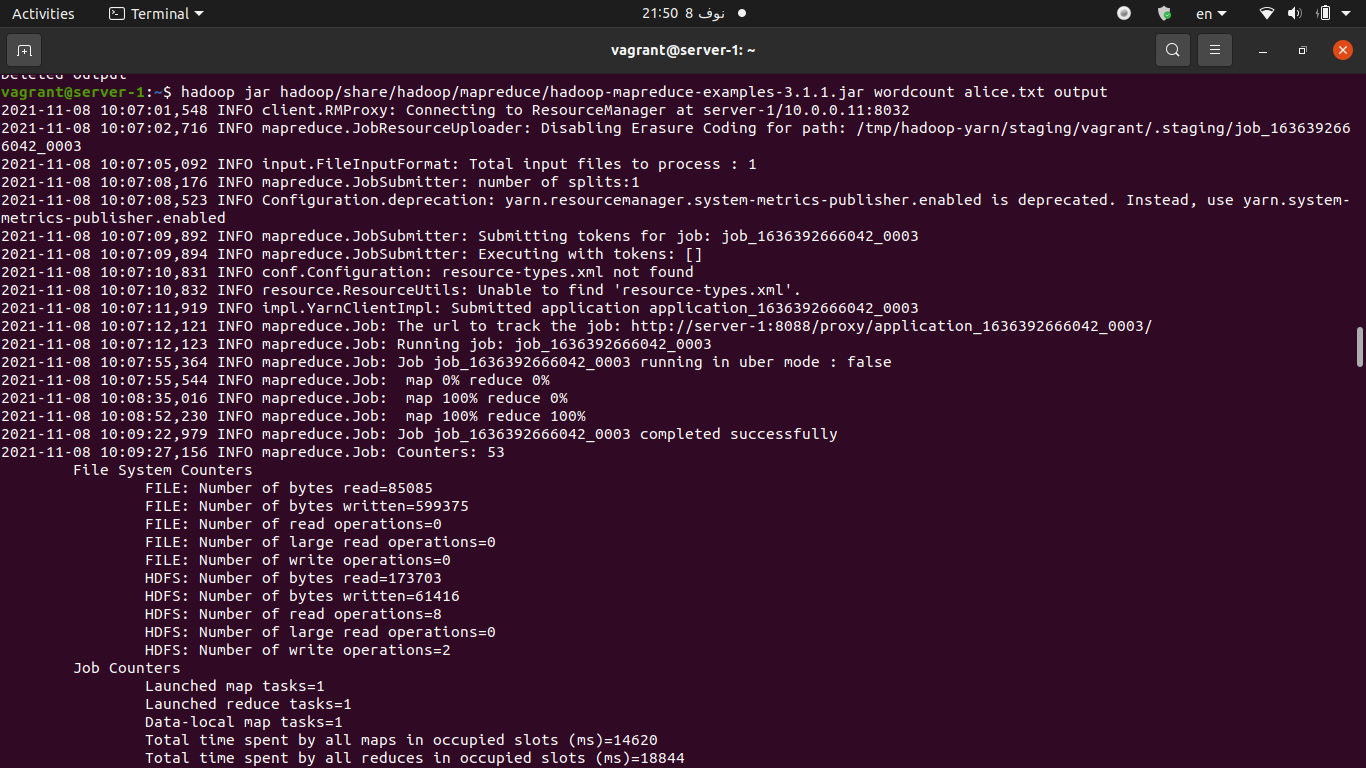 Activities Terminal 21:50 8 نوف en
vagrant@server-1: ~
Deleted output
vagrant@server-1:~$ hadoop jar hadoop/share/hadoop/mapreduce/hadoop-mapreduce-examples-3.1.1.jar wordcount alice.txt output
2021-11-08 10:07:01,548 INFO client.RMProxy: Connecting to ResourceManager at server-1/10.0.0.11:8032
2021-11-08 10:07:02,716 INFO mapreduce.JobResourceUploader: Disabling Erasure Coding for path: /tmp/hadoop-yarn/staging/vagrant/.staging/job_163639266
6042_0003
2021-11-08 10:07:05,092 INFO input.FileInputFormat: Total input files to process : 1
2021-11-08 10:07:08,176 INFO mapreduce.JobSubmitter: number of splits:1
2021-11-08 10:07:08,523 INFO Configuration.deprecation: yarn.resourcemanager.system-metrics-publisher.enabled is deprecated. Instead, use yarn.system-
metrics-publisher.enabled
2021-11-08 10:07:09,892 INFO mapreduce.JobSubmitter: Submitting tokens for job: job_1636392666042_0003
2021-11-08 10:07:09,894 INFO mapreduce.JobSubmitter: Executing with tokens: []
2021-11-08 10:07:10,831 INFO conf.Configuration: resource-types.xml not found
2021-11-08 10:07:10,832 INFO resource.ResourceUtils: Unable to find 'resource-types.xml'.
2021-11-08 10:07:11,919 INFO impl.YarnClientImpl: Submitted application application_1636392666042_0003
2021-11-08 10:07:12,121 INFO mapreduce.Job: The url to track the job: http://server-1:8088/proxy/application_1636392666042_0003/
2021-11-08 10:07:12,123 INFO mapreduce.Job: Running job: job_1636392666042_0003
2021-11-08 10:07:55,364 INFO mapreduce.Job: Job job_1636392666042_0003 running in uber mode : false
2021-11-08 10:07:55,544 INFO mapreduce.Job:  map 0% reduce 0%
2021-11-08 10:08:35,016 INFO mapreduce.Job:  map 100% reduce 0%
2021-11-08 10:08:52,230 INFO mapreduce.Job:  map 100% reduce 100%
2021-11-08 10:09:22,979 INFO mapreduce.Job: Job job_1636392666042_0003 completed successfully
2021-11-08 10:09:27,156 INFO mapreduce.Job: Counters: 53
File System Counters
FILE: Number of bytes read=85085
FILE: Number of bytes written=599375
FILE: Number of read operations=0
FILE: Number of large read operations=0
FILE: Number of write operations=0
HDFS: Number of bytes read=173703
HDFS: Number of bytes written=61416
HDFS: Number of read operations=8
HDFS: Number of large read operations=0
HDFS: Number of write operations=2
Job Counters
Launched map tasks=1
Launched reduce tasks=1
Data-local map tasks=1
Total time spent by all maps in occupied slots (ms)=14620
Total time spent by all reduces in occupied slots (ms)=18844